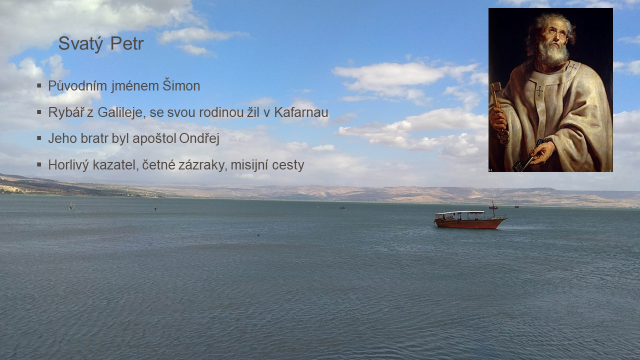 Svatý Petr
Původním jménem Šimon
Rybář z Galileje, se svou rodinou žil v Kafarnau
Jeho bratr byl apoštol Ondřej
Horlivý kazatel, četné zázraky, misijní cesty